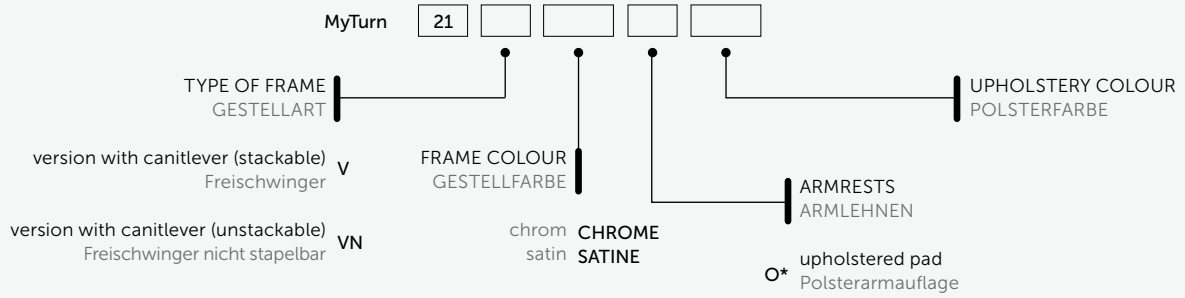 MyTurn 21
TYPE OF FRAME
GESTELLART
version with canitlever (stackable) V
Freischwinger
version with canitlever (unstackable) VN
Freischwinger nicht stapelbar
FRAME COLOUR
GESTELLFARBE
chrom CHROME
satin SATINE
ARMRESTS
ARMLEHNEN
O* upholstered pad
Polsterarmauflage
UPHOLSTERY COLOUR
POLSTERFARBE